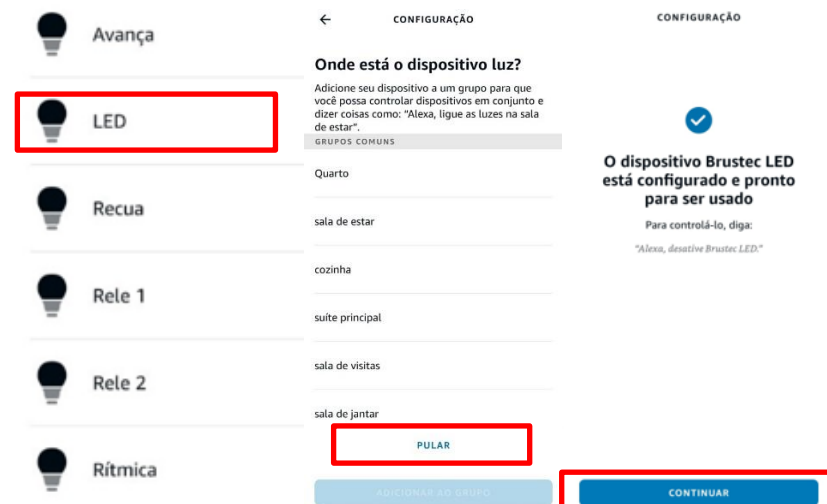 Avança
LED
Recua
Rele 1
Rele 2
Rítmica
CONFIGURAÇÃO
Onde está o dispositivo luz?
Adicione seu dispositivo a um grupo para que
você possa controlar dispositivos em conjunto e
dizer coisas como: “Alexa, ligue as luzes na sala
de estar”.
GRUPOS COMUNS
Quarto
sala de estar
cozinha
suíte principal
sala de visitas
sala de jantar
PULAR
ADICIONAR AO GRUPO
CONFIGURAÇÃO
O dispositivo Brustec LED
está configurado e pronto
para ser usado
Para controlá-lo, diga:
“Alexa, desative Brustec LED.”
CONTINUAR